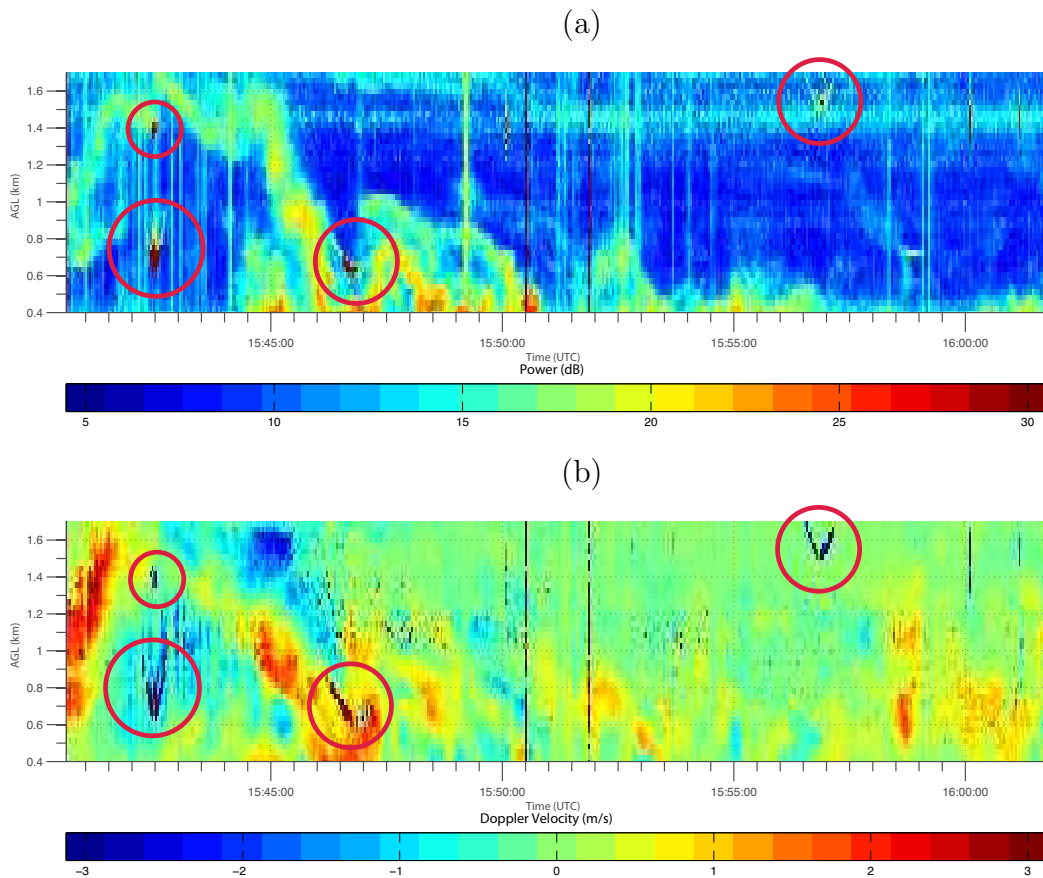 (a)
1.6
1.4
1.2
1
0.8
0.6
0.4
AGL (km)
15:45:00 15:50:00 15:55:00 16:00:00
Time (UTC)
Power (dB)
5 10 15 20 25 30
(b)
1.6
1.4
1.2
1
0.8
0.6
0.4
AGL (km)
15:45:00 15:50:00 15:55:00 16:00:00
Time (UTC)
Doppler Velocity (m/s)
−3 −2 −1 0 1 2 3